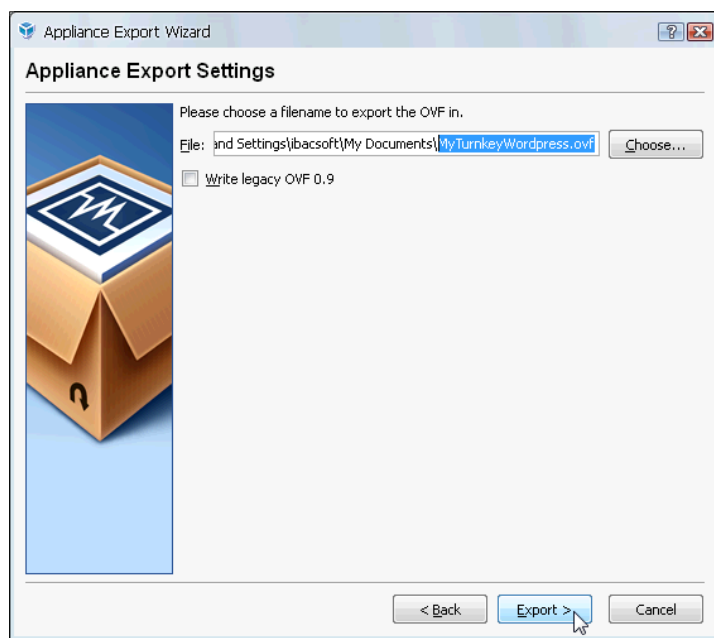 Appliance Export Wizard
Appliance Export Settings
Please choose a filename to export the OVF in.
File: and Settings\ibacsoft\My Documents\MyTurnkeyWordpress.ovf Choose...
Write legacy OVF 0.9
< Back Export > Cancel